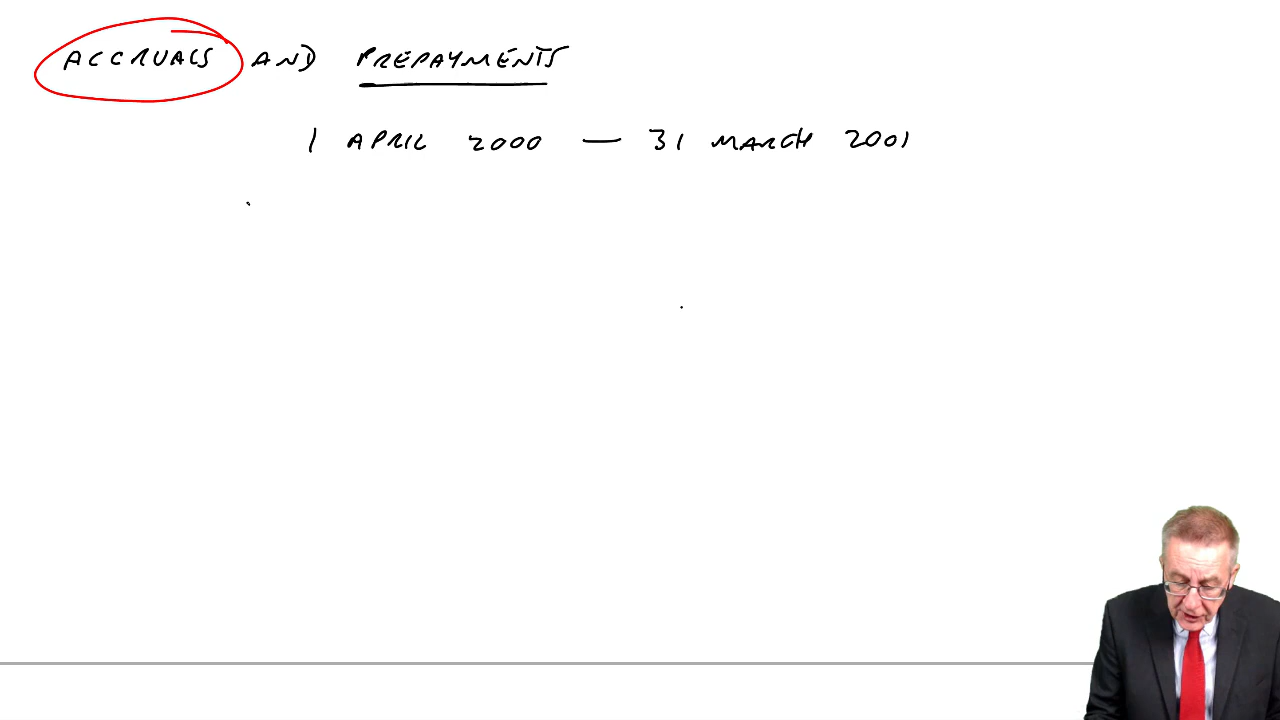 ACCRUALS AND PREPAYMENTS
1 APRIL 2000 — 31 MARCH 2001